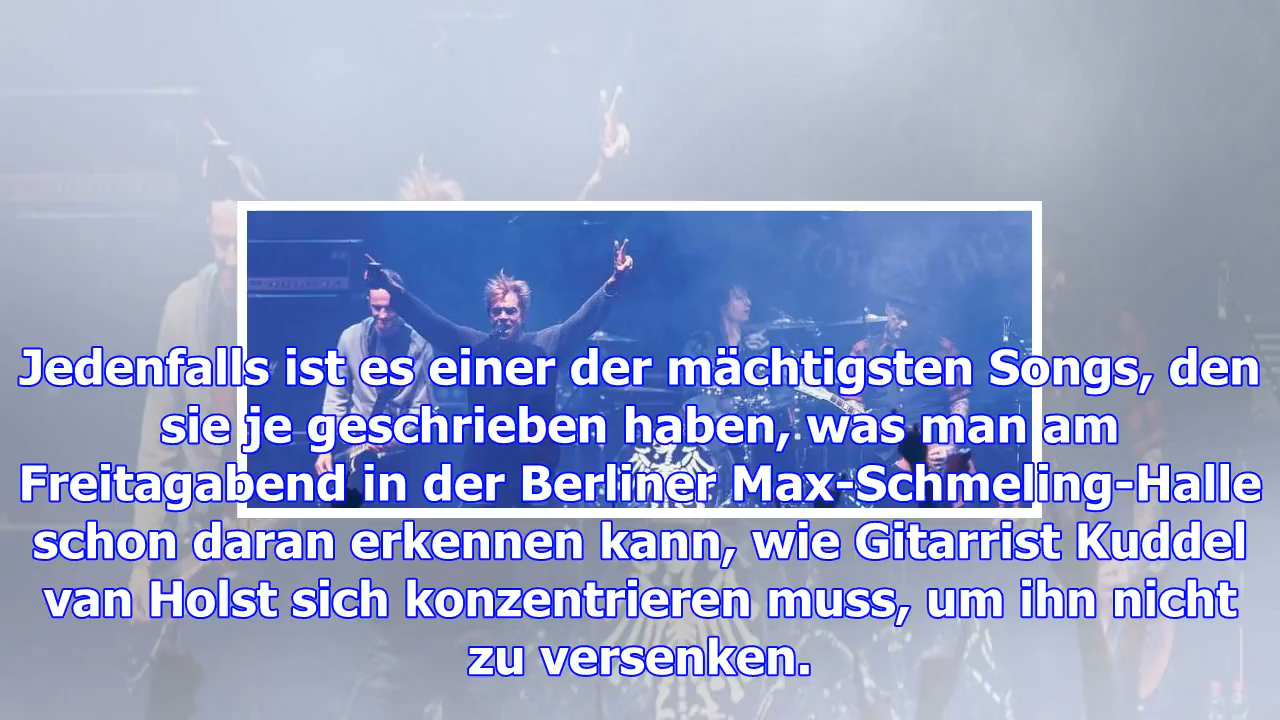 Jedenfalls ist es einer der mächtigsten Songs, den
sie je geschrieben haben, was man am
Freitagabend in der Berliner Max-Schmeling-Halle
schon daran erkennen kann, wie Gitarrist Kuddel
van Holst sich konzentrieren muss, um ihn nicht
zu versenken.